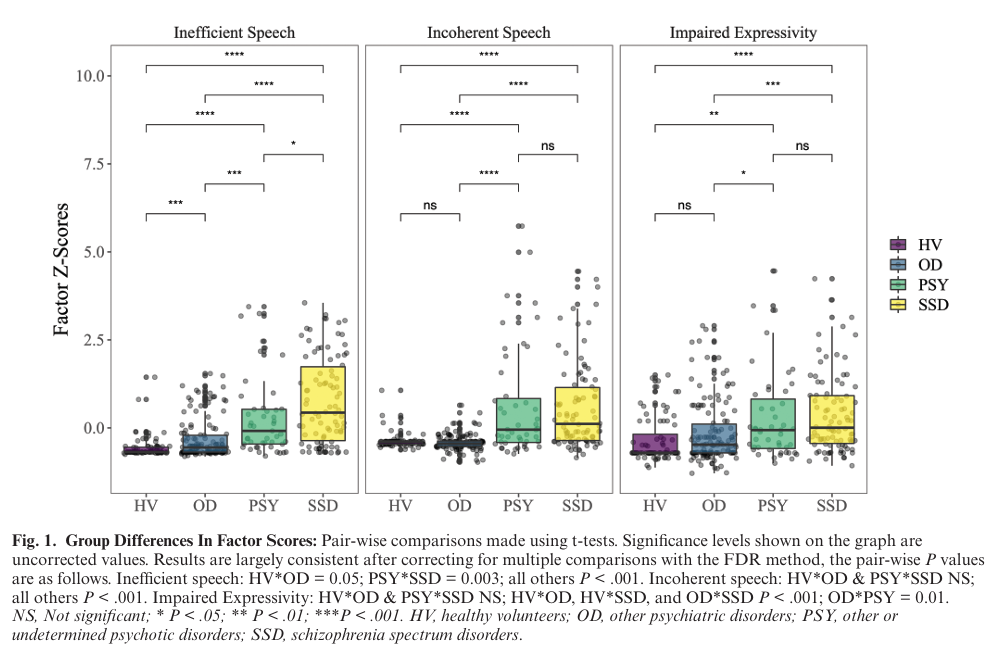 Inefficient Speech Incoherent Speech Impaired Expressivity
**** **** ****
10.0
**** **** ***
**** **** **
* ns ns
7.5
*** **** *
*** ns ns
5.0
Factor Z-Scores
HV
OD
PSY
SSD
2.5
0.0
HV OD PSY SSD HV OD PSY SSD HV OD PSY SSD
Fig. 1. Group Differences In Factor Scores: Pair-wise comparisons made using t-tests. Significance levels shown on the graph are
uncorrected values. Results are largely consistent after correcting for multiple comparisons with the FDR method, the pair-wise P values
are as follows. Inefficient speech: HV*OD = 0.05; PSY*SSD = 0.003; all others P < .001. Incoherent speech: HV*OD & PSY*SSD NS;
all others P < .001. Impaired Expressivity: HV*OD & PSY*SSD NS; HV*OD, HV*SSD, and OD*SSD P < .001; OD*PSY = 0.01.
NS, Not significant; * P < .05; ** P < .01; ***P < .001. HV, healthy volunteers; OD, other psychiatric disorders; PSY, other or
undetermined psychotic disorders; SSD, schizophrenia spectrum disorders.